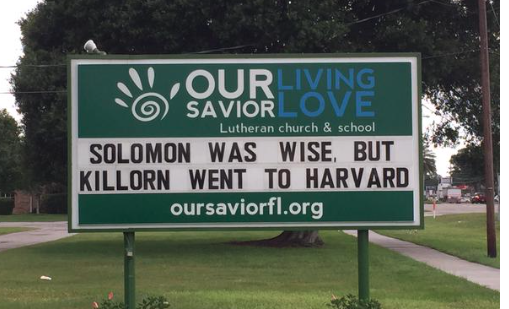 OUR LIVING
SAVIOR LOVE
Lutheran church & school
SOLOMON WAS WISE, BUT
KILLORN WENT TO HARVARD
oursaviorfl.org